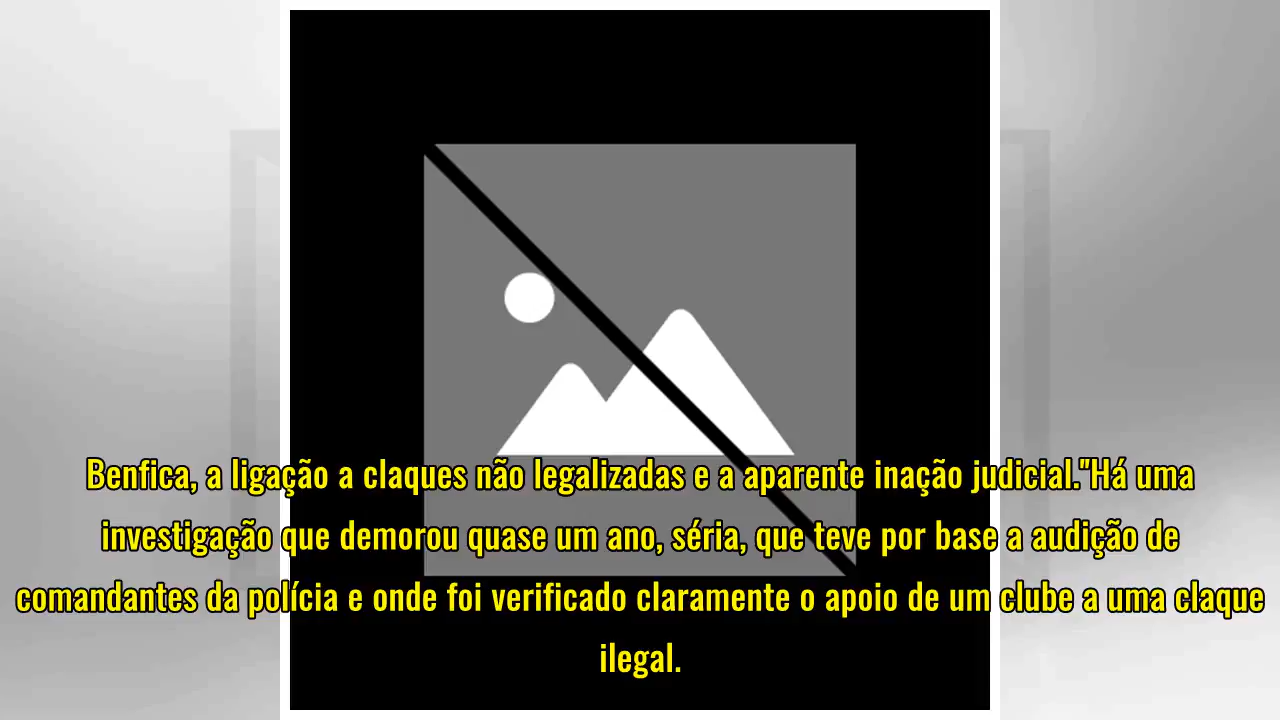 Benfica, a ligação a claques não legalizadas e a aparente inação judicial."Há uma
investigação que demorou quase um ano, séria, que teve por base a audição de
comandantes da polícia e onde foi verificado claramente o apoio de um clube a uma claque
ilegal.